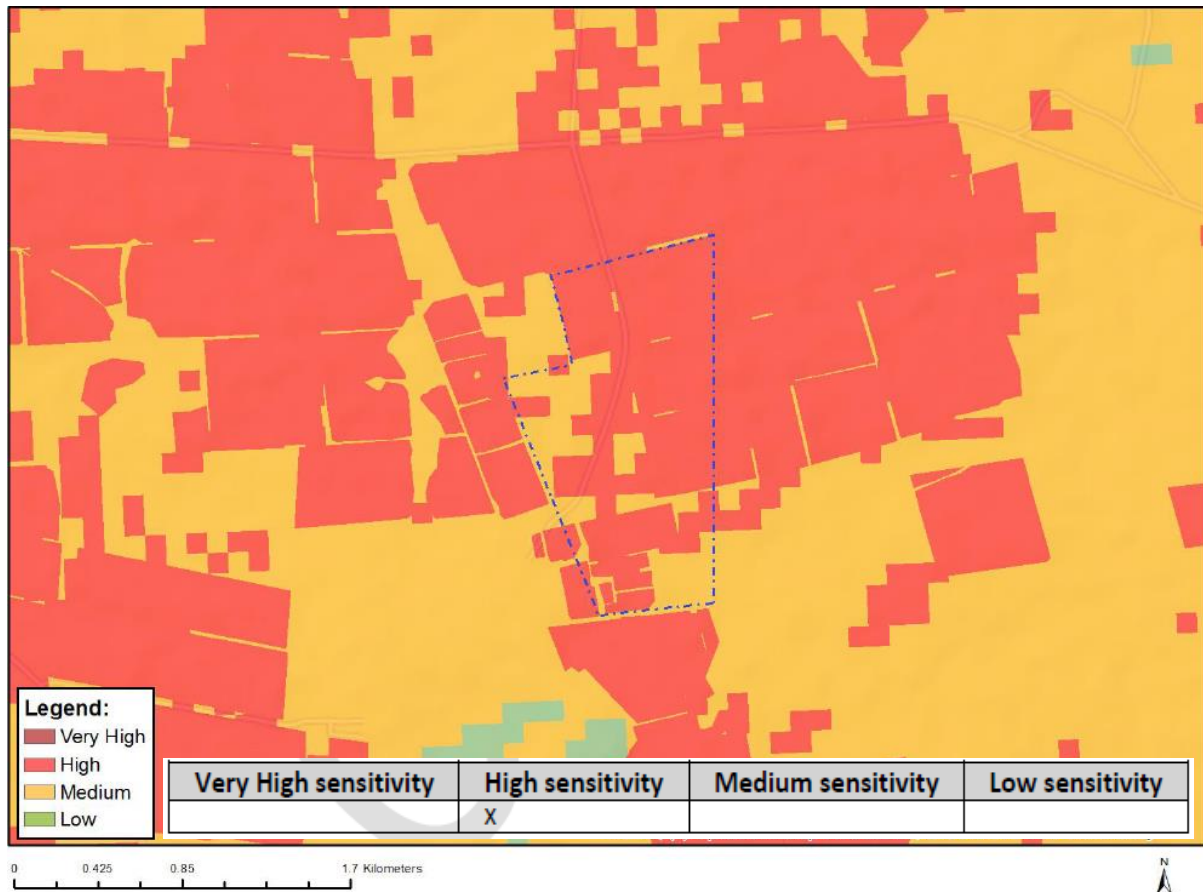 Legend:
Very High
High
Medium
Low
Very High sensitivity High sensitivity Medium sensitivity Low sensitivity
X
0 0.425 0.85 1.7 Kilometers
N